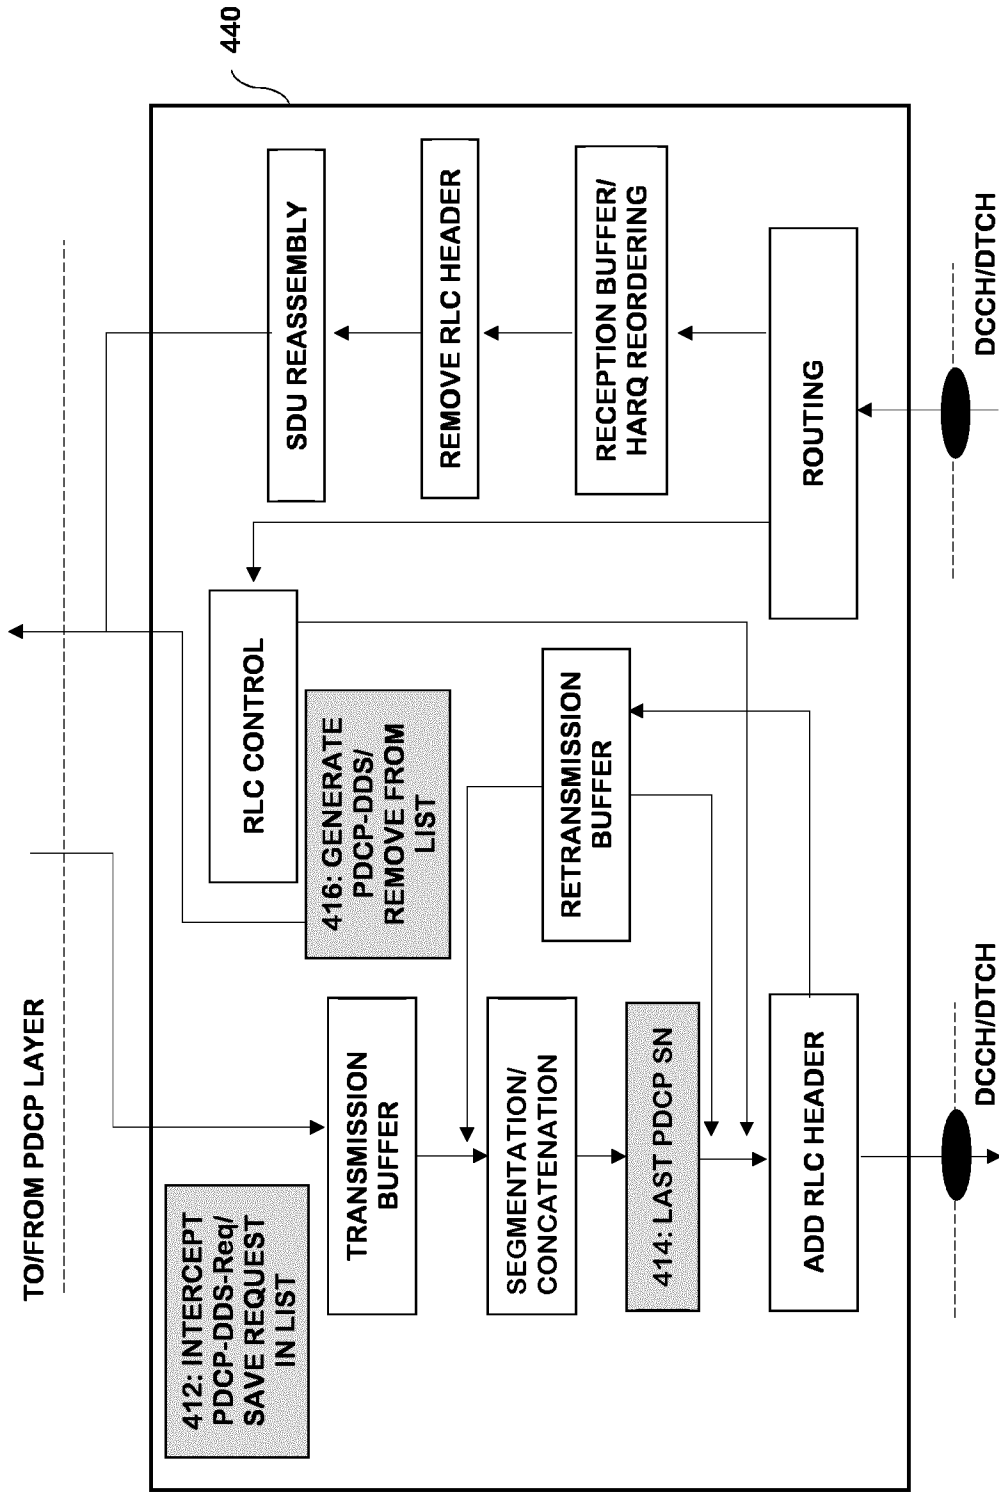 440
TO/FROM PDCP LAYER
412: INTERCEPT
PDCP-DDS-Req/
SAVE REQUEST
IN LIST
TRANSMISSION
BUFFER
SEGMENTATION/
CONCATENATION
414: LAST PDCP SN
ADD RLC HEADER
DCCH/DTCH
RLC CONTROL
416: GENERATE
PDCP-DDS/
REMOVE FROM
LIST
RETRANSMISSION
BUFFER
SDU REASSEMBLY
REMOVE RLC HEADER
RECEPTION BUFFER/
HARQ REORDERING
ROUTING
DCCH/DTCH